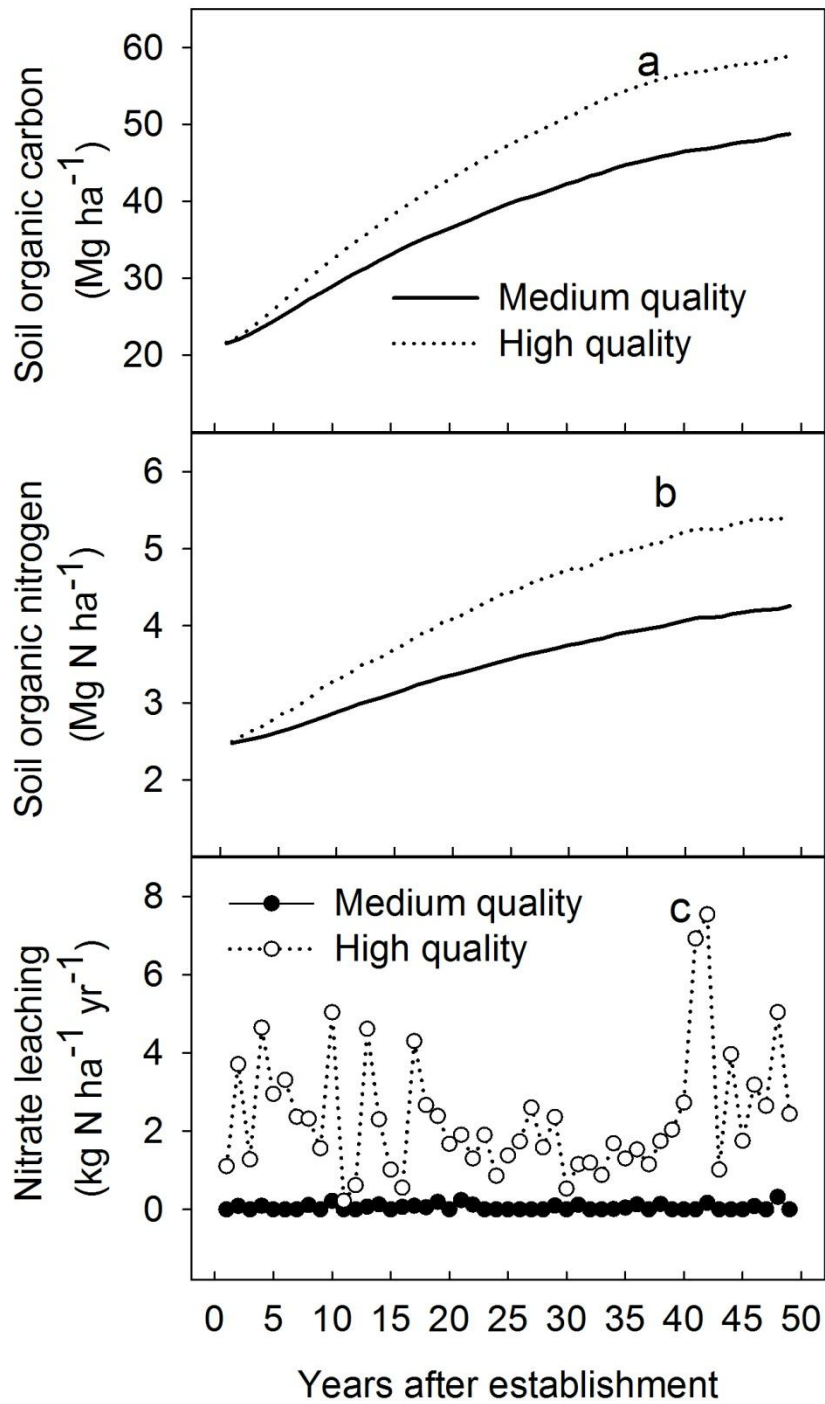 Soil organic carbon
(Mg ha⁻¹)
60
50
40
30
20
a
Medium quality
High quality
Soil organic nitrogen
(Mg N ha⁻¹)
6
5
4
3
2
b
Nitrate leaching
(kg N ha⁻¹ yr⁻¹)
8
6
4
2
0
Medium quality
High quality
c
0 5 10 15 20 25 30 35 40 45 50
Years after establishment